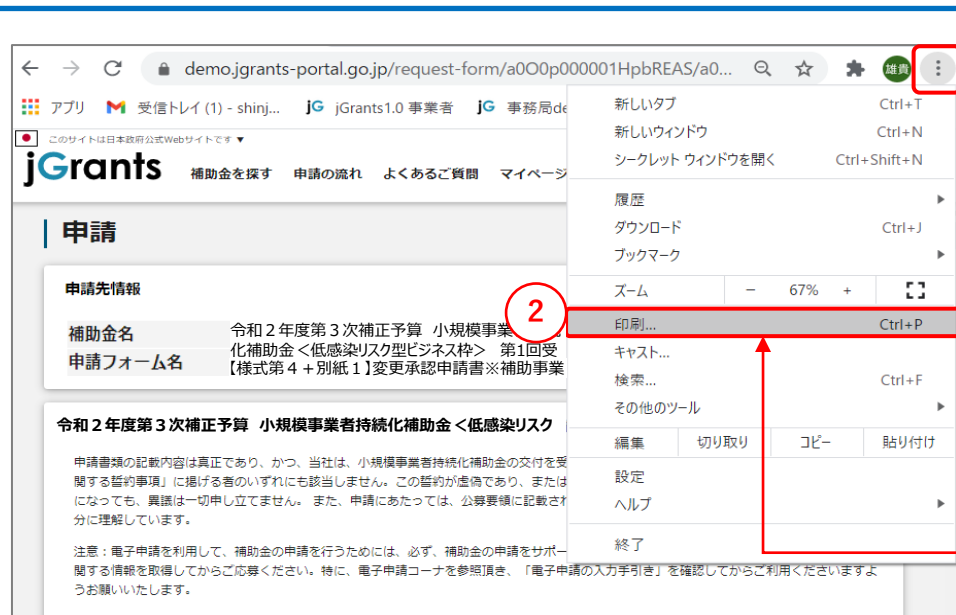 demo.jgrants-portal.go.jp/request-form/a0O0p000001HpbREAS/a0...
雄貴
アプリ 受信トレイ (1) - shinj... jG jGrants1.0 事業者 jG 事務局de
このサイトは日本政府公式Webサイトです ▼
jGrants 補助金を探す 申請の流れ よくあるご質問 マイページ
申請
申請先情報
補助金名 令和２年度第３次補正予算 小規模事業
化補助金＜低感染リスク型ビジネス枠＞ 第1回受
申請フォーム名 【様式第４＋別紙１】変更承認申請書※補助事業
令和２年度第３次補正予算 小規模事業者持続化補助金＜低感染リスク
申請書類の記載内容は真正であり、かつ、当社は、小規模事業者持続化補助金の交付を受
関する誓約事項」に掲げる者のいずれにも該当しません。この誓約が虚偽であり、または
になっても、異議は一切申し立てません。 また、申請にあたっては、公募要領に記載され
分に理解しています。
注意：電子申請を利用して、補助金の申請を行うためには、必ず、補助金の申請をサポー
関する情報を取得してからご応募ください。特に、電子申請コーナを参照頂き、「電子申請の入力手引き」を確認してからご利用くださいますよ
うお願いいたします。
新しいタブ Ctrl+T
新しいウィンドウ Ctrl+N
シークレット ウィンドウを開く Ctrl+Shift+N
履歴
ダウンロード Ctrl+J
ブックマーク
ズーム － 67% ＋
2
印刷... Ctrl+P
キャスト...
検索... Ctrl+F
その他のツール
編集 切り取り コピー 貼り付け
設定
ヘルプ
終了